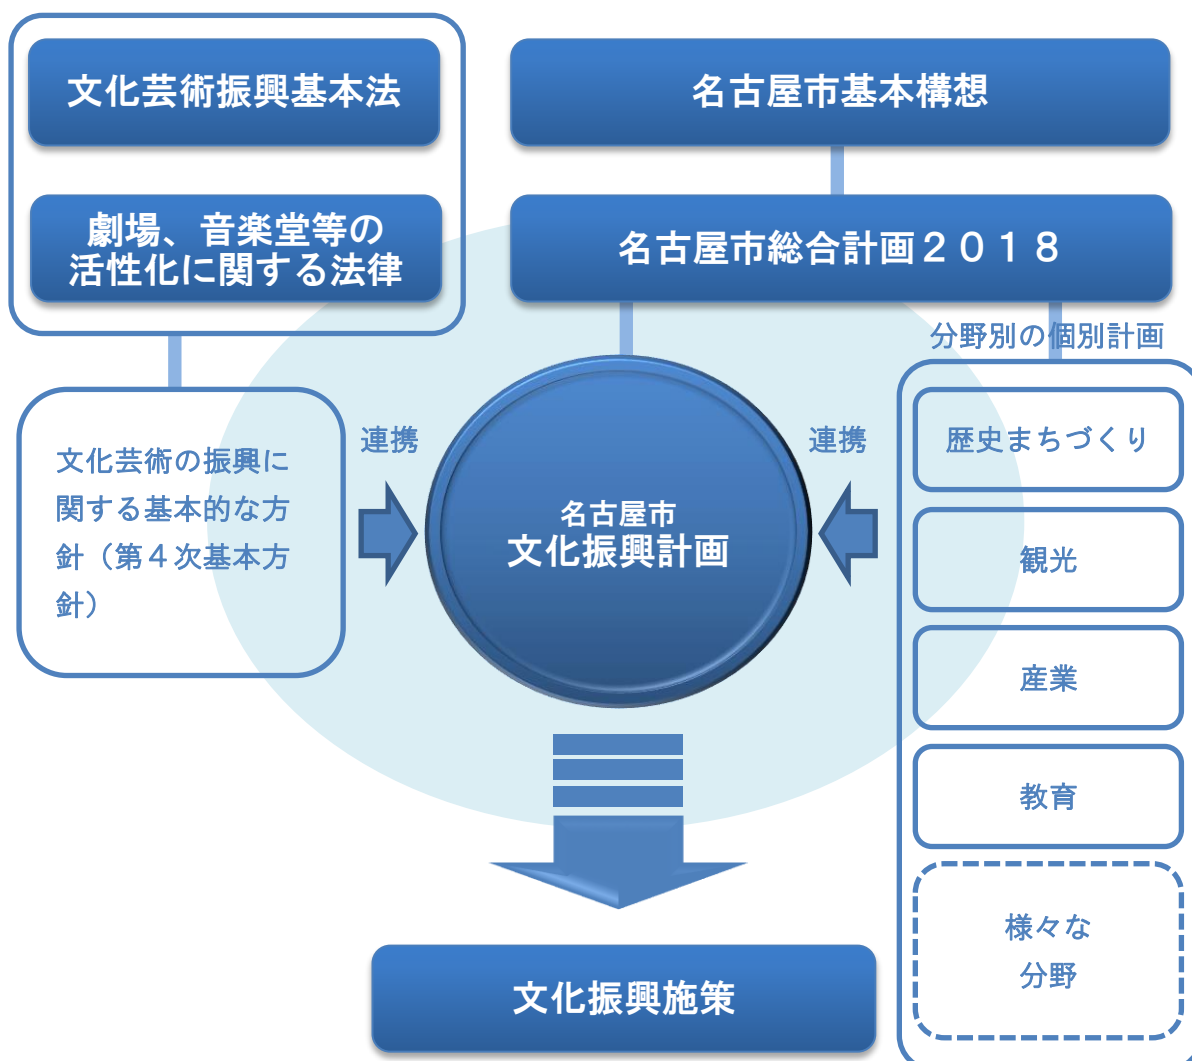 文化芸術振興基本法
名古屋市基本構想
劇場、音楽堂等の
活性化に関する法律
名古屋市総合計画２０１８
分野別の個別計画
文化芸術の振興に
関する基本的な方
針（第４次基本方
針）
連携
名古屋市
文化振興計画
連携
歴史まちづくり
観光
産業
教育
様々な
分野
文化振興施策